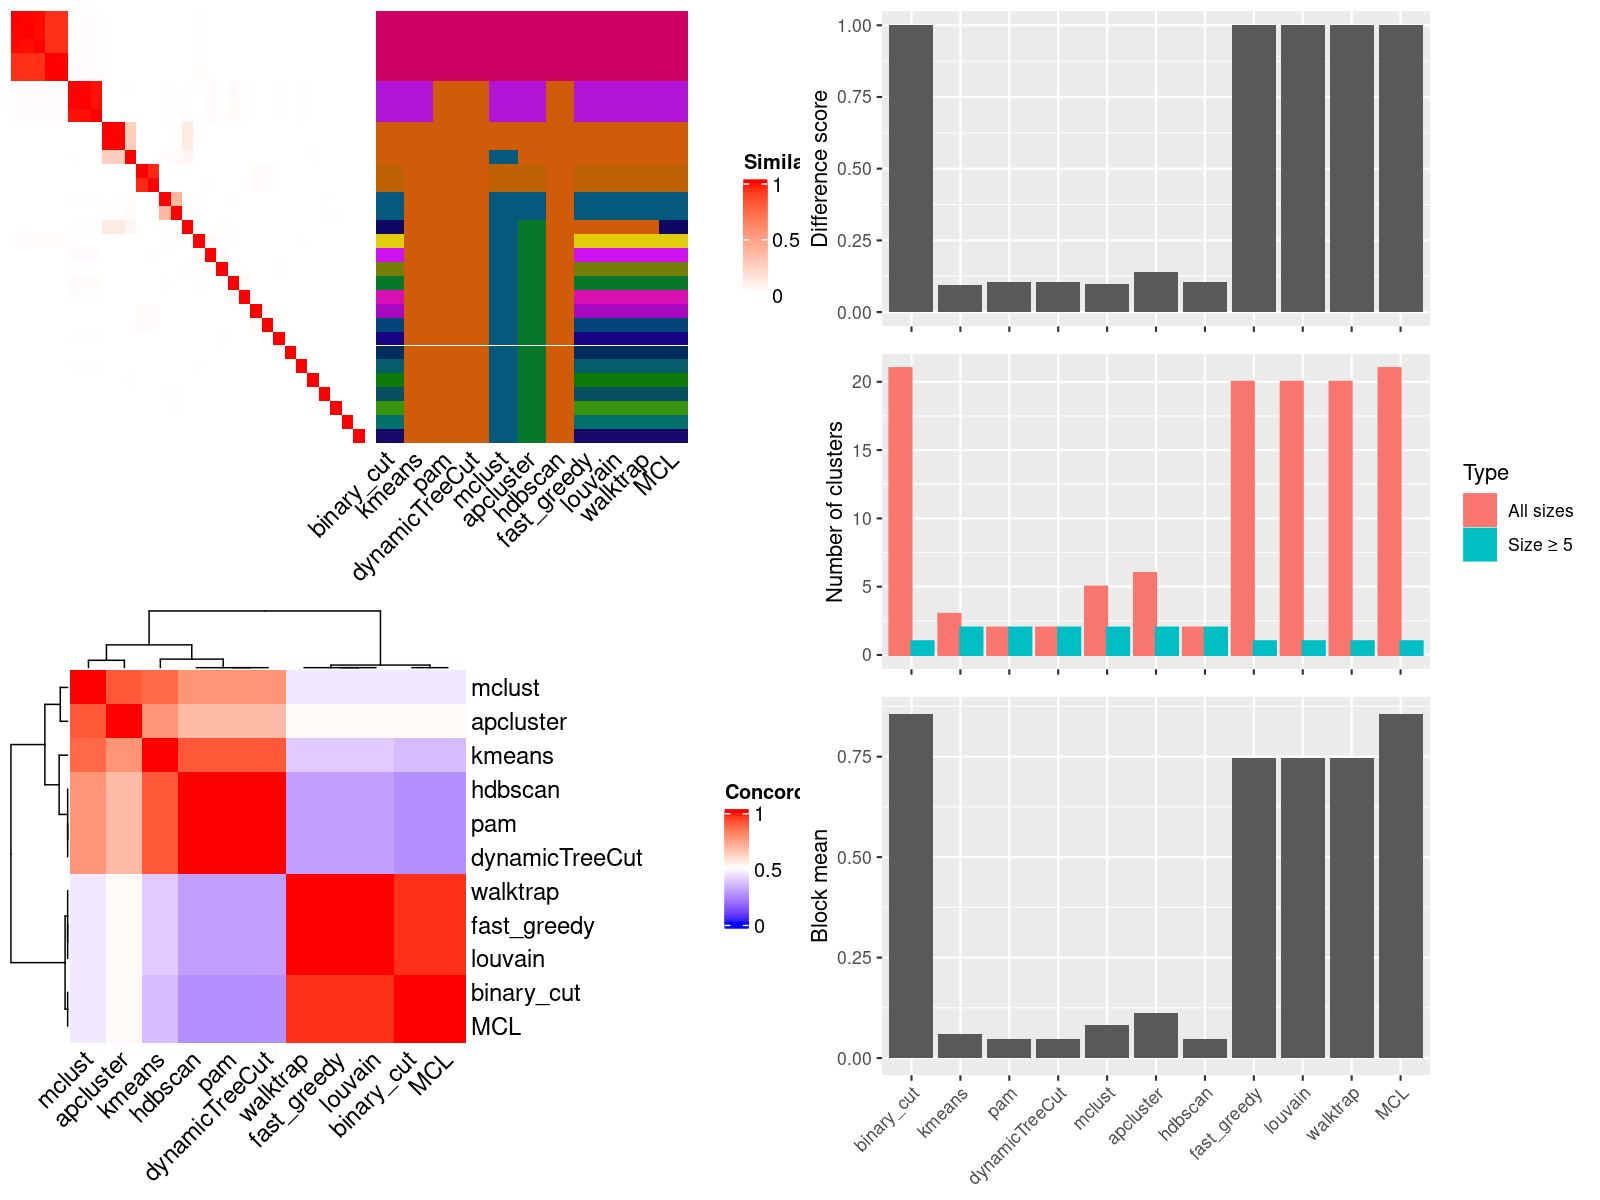 Simila
1
0.5
0
binary_cut
kmeans
pam
dynamicTreeCut
mclust
apcluster
hdbscan
fast_greedy
louvain
walktrap
MCL
mclust
apcluster
kmeans
hdbscan
pam
dynamicTreeCut
walktrap
fast_greedy
louvain
binary_cut
MCL
Concord
1
0.5
0
mclust
apcluster
kmeans
hdbscan
pam
dynamicTreeCut
walktrap
fast_greedy
louvain
binary_cut
MCL
Difference score
1.00
0.75
0.50
0.25
0.00
Number of clusters
20
15
10
5
0
Type
All sizes
Size ≥ 5
Block mean
0.75
0.50
0.25
0.00
binary_cut
kmeans
pam
dynamicTreeCut
mclust
apcluster
hdbscan
fast_greedy
louvain
walktrap
MCL